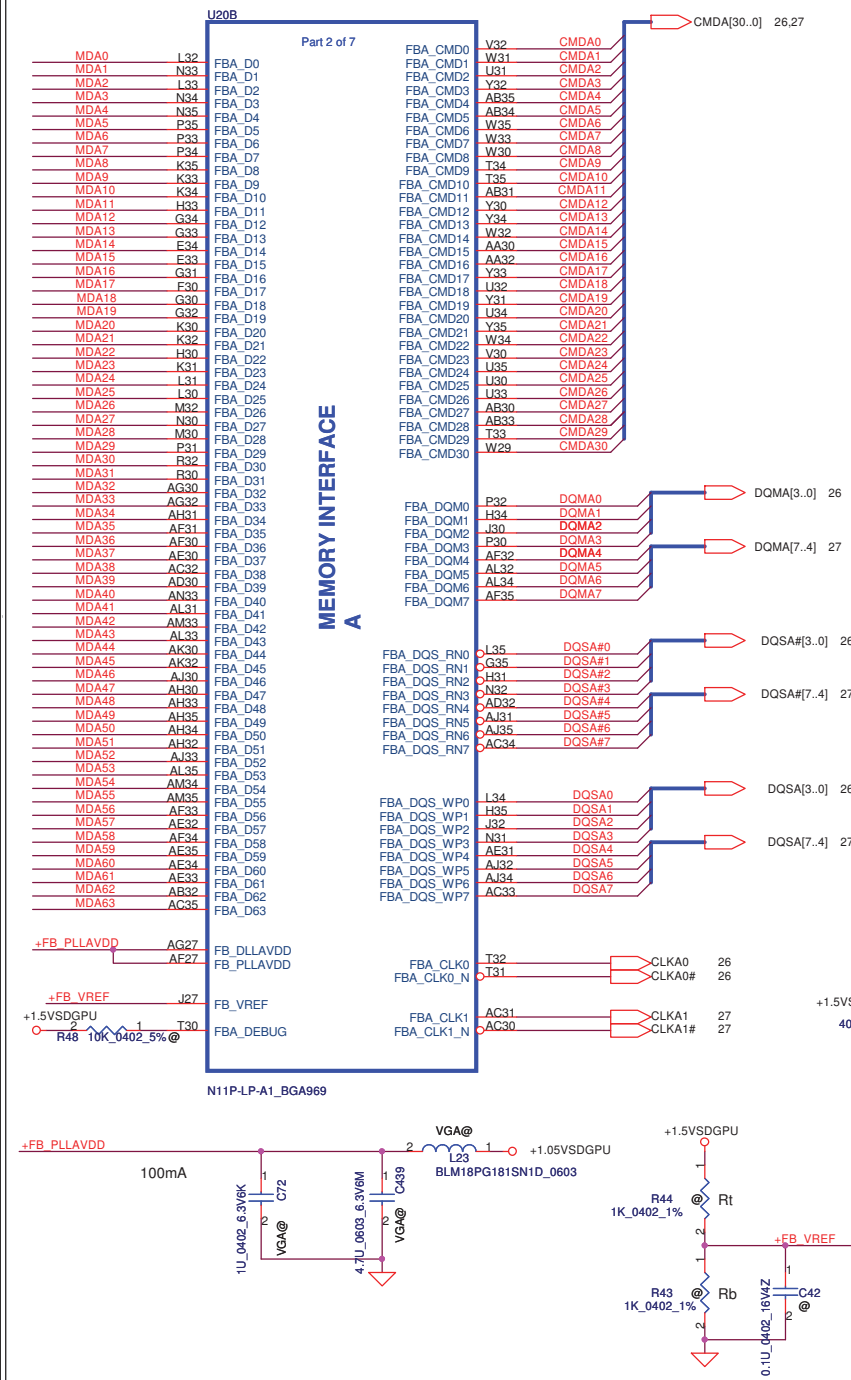 U20B
Part 2 of 7
MDA0 L32 FBA_D0
MDA1 N33 FBA_D1
MDA2 L33 FBA_D2
MDA3 N34 FBA_D3
MDA4 N35 FBA_D4
MDA5 P35 FBA_D5
MDA6 P33 FBA_D6
MDA7 P34 FBA_D7
MDA8 K35 FBA_D8
MDA9 K33 FBA_D9
MDA10 K34 FBA_D10
MDA11 H33 FBA_D11
MDA12 G34 FBA_D12
MDA13 G33 FBA_D13
MDA14 E34 FBA_D14
MDA15 E33 FBA_D15
MDA16 G31 FBA_D16
MDA17 F30 FBA_D17
MDA18 G30 FBA_D18
MDA19 G32 FBA_D19
MDA20 K30 FBA_D20
MDA21 K32 FBA_D21
MDA22 H30 FBA_D22
MDA23 K31 FBA_D23
MDA24 L31 FBA_D24
MDA25 L30 FBA_D25
MDA26 M32 FBA_D26
MDA27 N30 FBA_D27
MDA28 M30 FBA_D28
MDA29 P31 FBA_D29
MDA30 R32 FBA_D30
MDA31 R30 FBA_D31
MDA32 AG30 FBA_D32
MDA33 AG32 FBA_D33
MDA34 AH31 FBA_D34
MDA35 AF31 FBA_D35
MDA36 AF30 FBA_D36
MDA37 AE30 FBA_D37
MDA38 AC32 FBA_D38
MDA39 AD30 FBA_D39
MDA40 AN33 FBA_D40
MDA41 AL31 FBA_D41
MDA42 AM33 FBA_D42
MDA43 AL33 FBA_D43
MDA44 AK30 FBA_D44
MDA45 AK32 FBA_D45
MDA46 AJ30 FBA_D46
MDA47 AH30 FBA_D47
MDA48 AH33 FBA_D48
MDA49 AH35 FBA_D49
MDA50 AH34 FBA_D50
MDA51 AH32 FBA_D51
MDA52 AJ33 FBA_D52
MDA53 AL35 FBA_D53
MDA54 AM34 FBA_D54
MDA55 AM35 FBA_D55
MDA56 AF33 FBA_D56
MDA57 AE32 FBA_D57
MDA58 AF34 FBA_D58
MDA59 AE35 FBA_D59
MDA60 AE34 FBA_D60
MDA61 AE33 FBA_D61
MDA62 AB32 FBA_D62
MDA63 AC35 FBA_D63
+FB_PLLAVDD AG27 FB_DLLAVDD
AF27 FB_PLLAVDD
+FB_VREF J27 FB_VREF
+1.5VSDGPU
2 1 T30 FBA_DEBUG
R48 10K_0402_5% @
MEMORY INTERFACE
A
FBA_CMD0 V32 CMDA0
FBA_CMD1 W31 CMDA1
FBA_CMD2 U31 CMDA2
FBA_CMD3 Y32 CMDA3
FBA_CMD4 AB35 CMDA4
FBA_CMD5 AB34 CMDA5
FBA_CMD6 W35 CMDA6
FBA_CMD7 W33 CMDA7
FBA_CMD8 W30 CMDA8
FBA_CMD9 T34 CMDA9
FBA_CMD10 T35 CMDA10
FBA_CMD11 AB31 CMDA11
FBA_CMD12 Y30 CMDA12
FBA_CMD13 Y34 CMDA13
FBA_CMD14 W32 CMDA14
FBA_CMD15 AA30 CMDA15
FBA_CMD16 AA32 CMDA16
FBA_CMD17 Y33 CMDA17
FBA_CMD18 U32 CMDA18
FBA_CMD19 Y31 CMDA19
FBA_CMD20 U34 CMDA20
FBA_CMD21 Y35 CMDA21
FBA_CMD22 W34 CMDA22
FBA_CMD23 V30 CMDA23
FBA_CMD24 U35 CMDA24
FBA_CMD25 U30 CMDA25
FBA_CMD26 U33 CMDA26
FBA_CMD27 AB30 CMDA27
FBA_CMD28 AB33 CMDA28
FBA_CMD29 T33 CMDA29
FBA_CMD30 W29 CMDA30
CMDA[30..0] 26,27
FBA_DQM0 P32 DQMA0
FBA_DQM1 H34 DQMA1
FBA_DQM2 J30 DQMA2
FBA_DQM3 P30 DQMA3
FBA_DQM4 AF32 DQMA4
FBA_DQM5 AL32 DQMA5
FBA_DQM6 AL34 DQMA6
FBA_DQM7 AF35 DQMA7
DQMA[3..0] 26
DQMA[7..4] 27
FBA_DQS_RN0 L35 DQSA#0
FBA_DQS_RN1 G35 DQSA#1
FBA_DQS_RN2 H31 DQSA#2
FBA_DQS_RN3 N32 DQSA#3
FBA_DQS_RN4 AD32 DQSA#4
FBA_DQS_RN5 AJ31 DQSA#5
FBA_DQS_RN6 AJ35 DQSA#6
FBA_DQS_RN7 AC34 DQSA#7
DQSA#[3..0] 26
DQSA#[7..4] 27
FBA_DQS_WP0 L34 DQSA0
FBA_DQS_WP1 H35 DQSA1
FBA_DQS_WP2 J32 DQSA2
FBA_DQS_WP3 N31 DQSA3
FBA_DQS_WP4 AE31 DQSA4
FBA_DQS_WP5 AJ32 DQSA5
FBA_DQS_WP6 AJ34 DQSA6
FBA_DQS_WP7 AC33 DQSA7
DQSA[3..0] 26
DQSA[7..4] 27
FBA_CLK0 T32 CLKA0 26
FBA_CLK0_N T31 CLKA0# 26
FBA_CLK1 AC31 CLKA1 27
FBA_CLK1_N AC30 CLKA1# 27
+1.5VS
40
N11P-LP-A1_BGA969
+FB_PLLAVDD
100mA
1 2 C72 VGA@
1U_0402_6.3V6K
1 2 C439 VGA@
4.7U_0603_6.3V6M
VGA@
2 1 +1.05VSDGPU
L23
BLM18PG181SN1D_0603
+1.5VSDGPU
1
R44 @ Rt
1K_0402_1%
2
+FB_VREF
1
R43 @ Rb
1K_0402_1%
2
1 2 C42 @
0.1U_0402_16V4Z